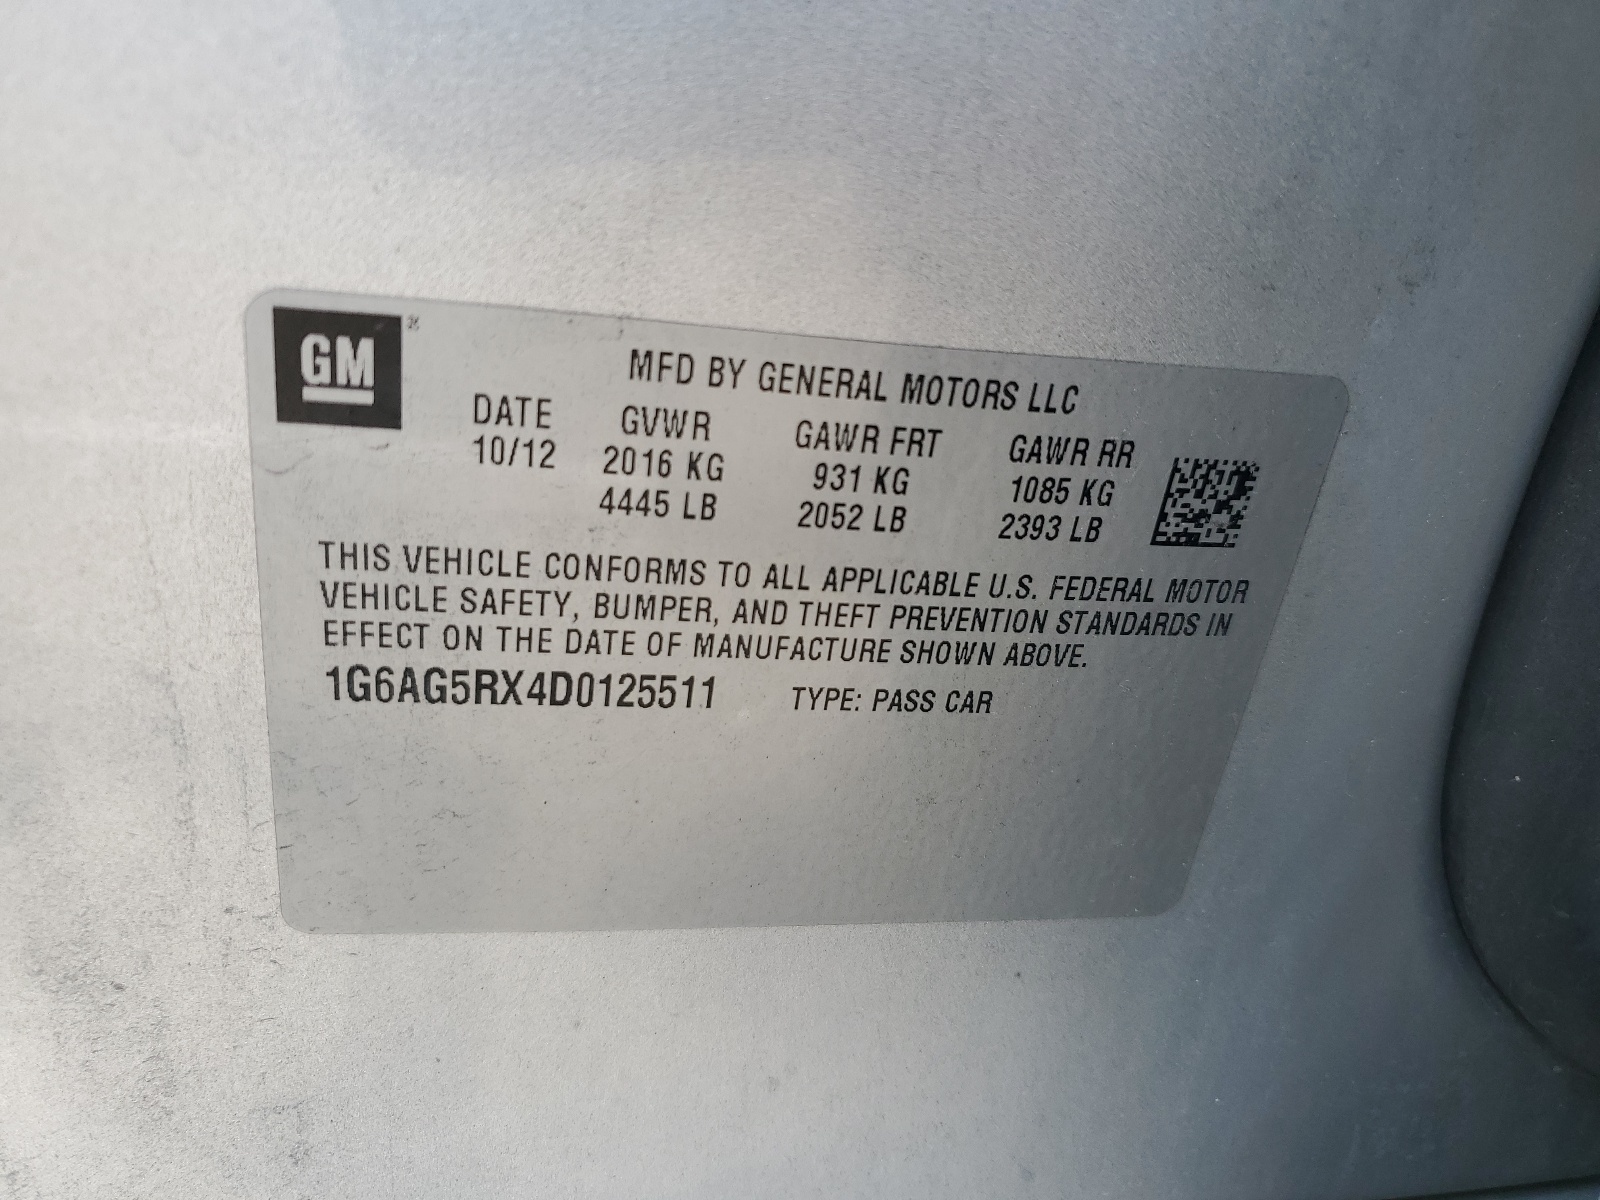 GM
MFD BY GENERAL MOTORS LLC
DATE GVWR GAWR FRT GAWR RR
10/12 2016 KG 931 KG 1085 KG
4445 LB 2052 LB 2393 LB
THIS VEHICLE CONFORMS TO ALL APPLICABLE U.S. FEDERAL MOTOR
VEHICLE SAFETY, BUMPER, AND THEFT PREVENTION STANDARDS IN
EFFECT ON THE DATE OF MANUFACTURE SHOWN ABOVE.
1G6AG5RX4D0125511 TYPE: PASS CAR